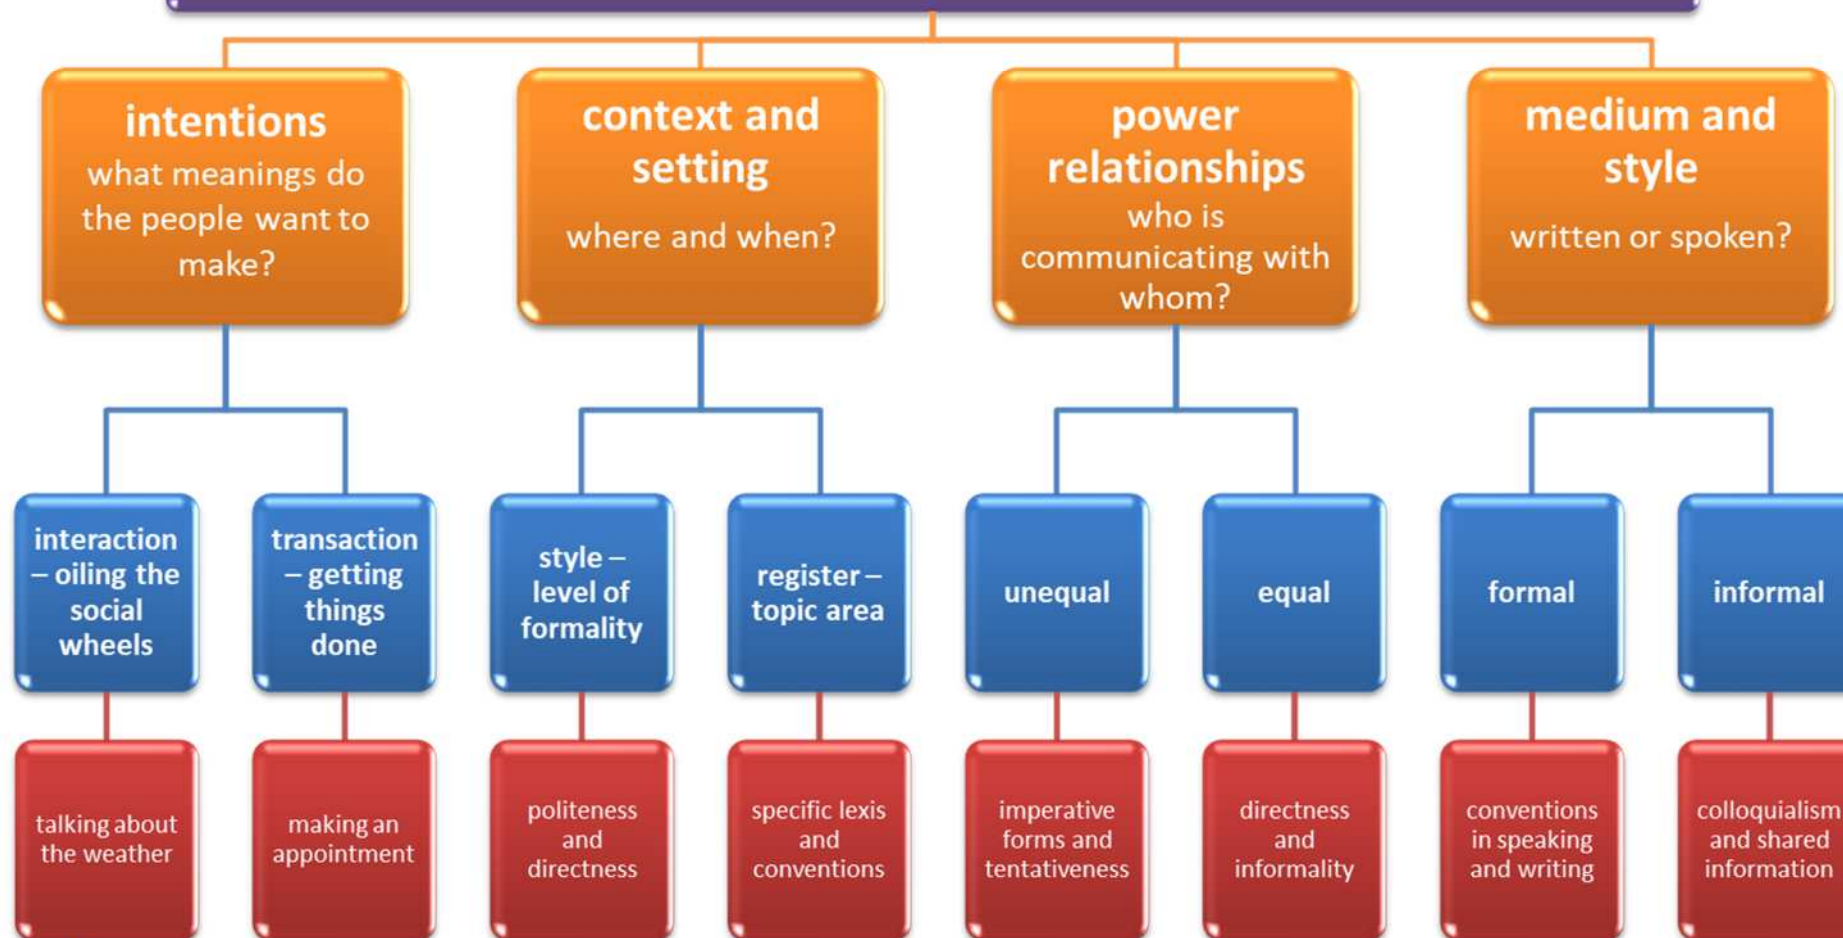 intentions
what meanings do
the people want to
make?
context and
setting
where and when?
power
relationships
who is
communicating with
whom?
medium and
style
written or spoken?
interaction
– oiling the
social
wheels
transaction
– getting
things
done
style –
level of
formality
register –
topic area
unequal
equal
formal
informal
talking about
the weather
making an
appointment
politeness
and
directness
specific lexis
and
conventions
imperative
forms and
tentativeness
directness
and
informality
conventions
in speaking
and writing
colloquialism
and shared
information